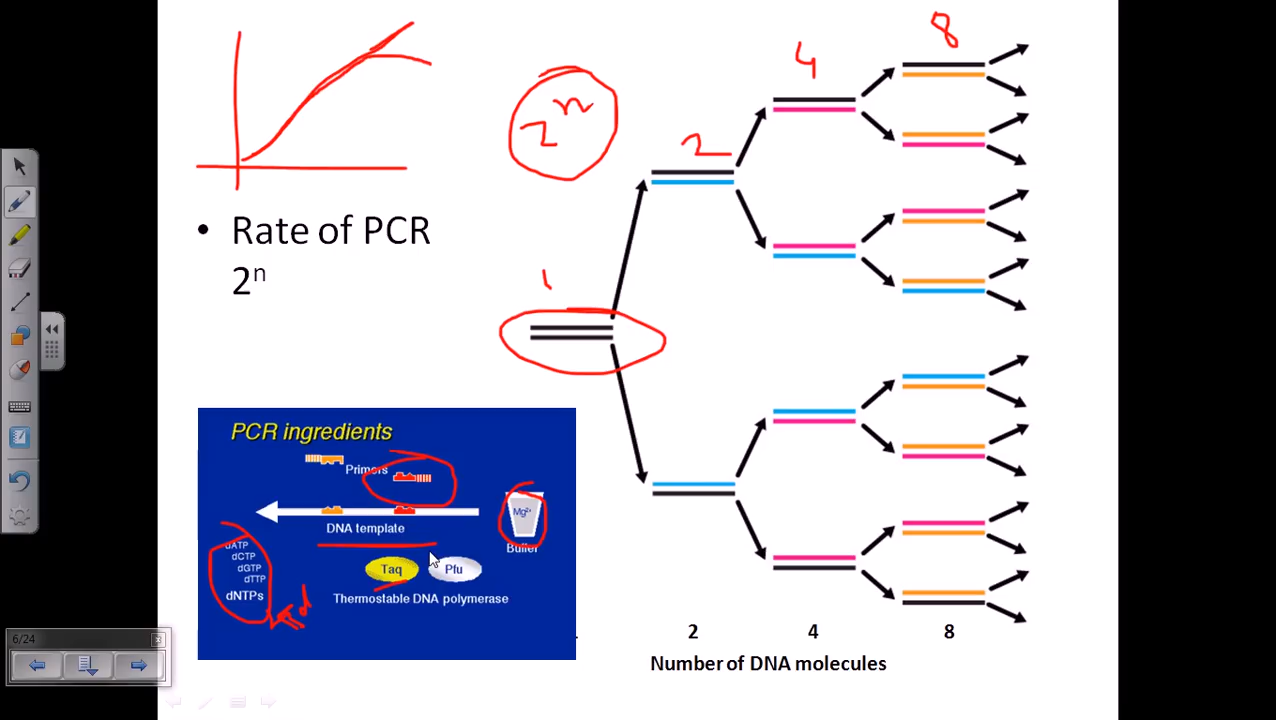 4
8
2ⁿ
2
• Rate of PCR
2ⁿ
1
PCR ingredients
Primers
Mg²⁺
DNA template
Buffer
dATP
dCTP
dGTP
dTTP
dNTPs
Taq
Pfu
Thermostable DNA polymerase
6/24
2
4
8
Number of DNA molecules